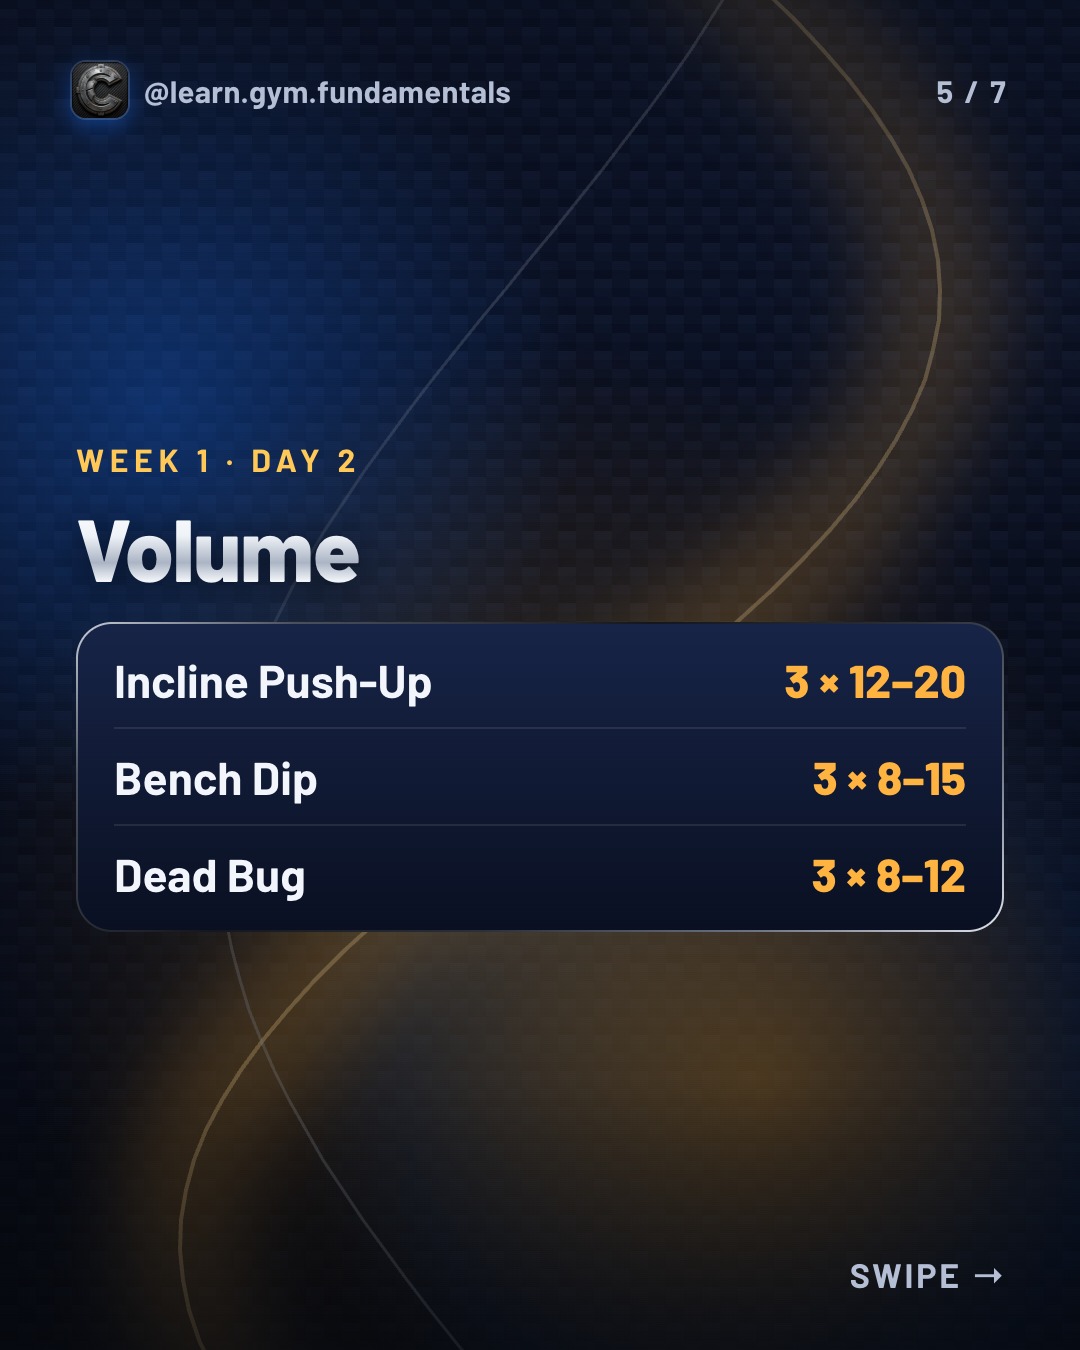 @learn.gym.fundamentals
5 / 7
WEEK 1 · DAY 2
Volume
Incline Push-Up 3 × 12–20
Bench Dip 3 × 8–15
Dead Bug 3 × 8–12
SWIPE →